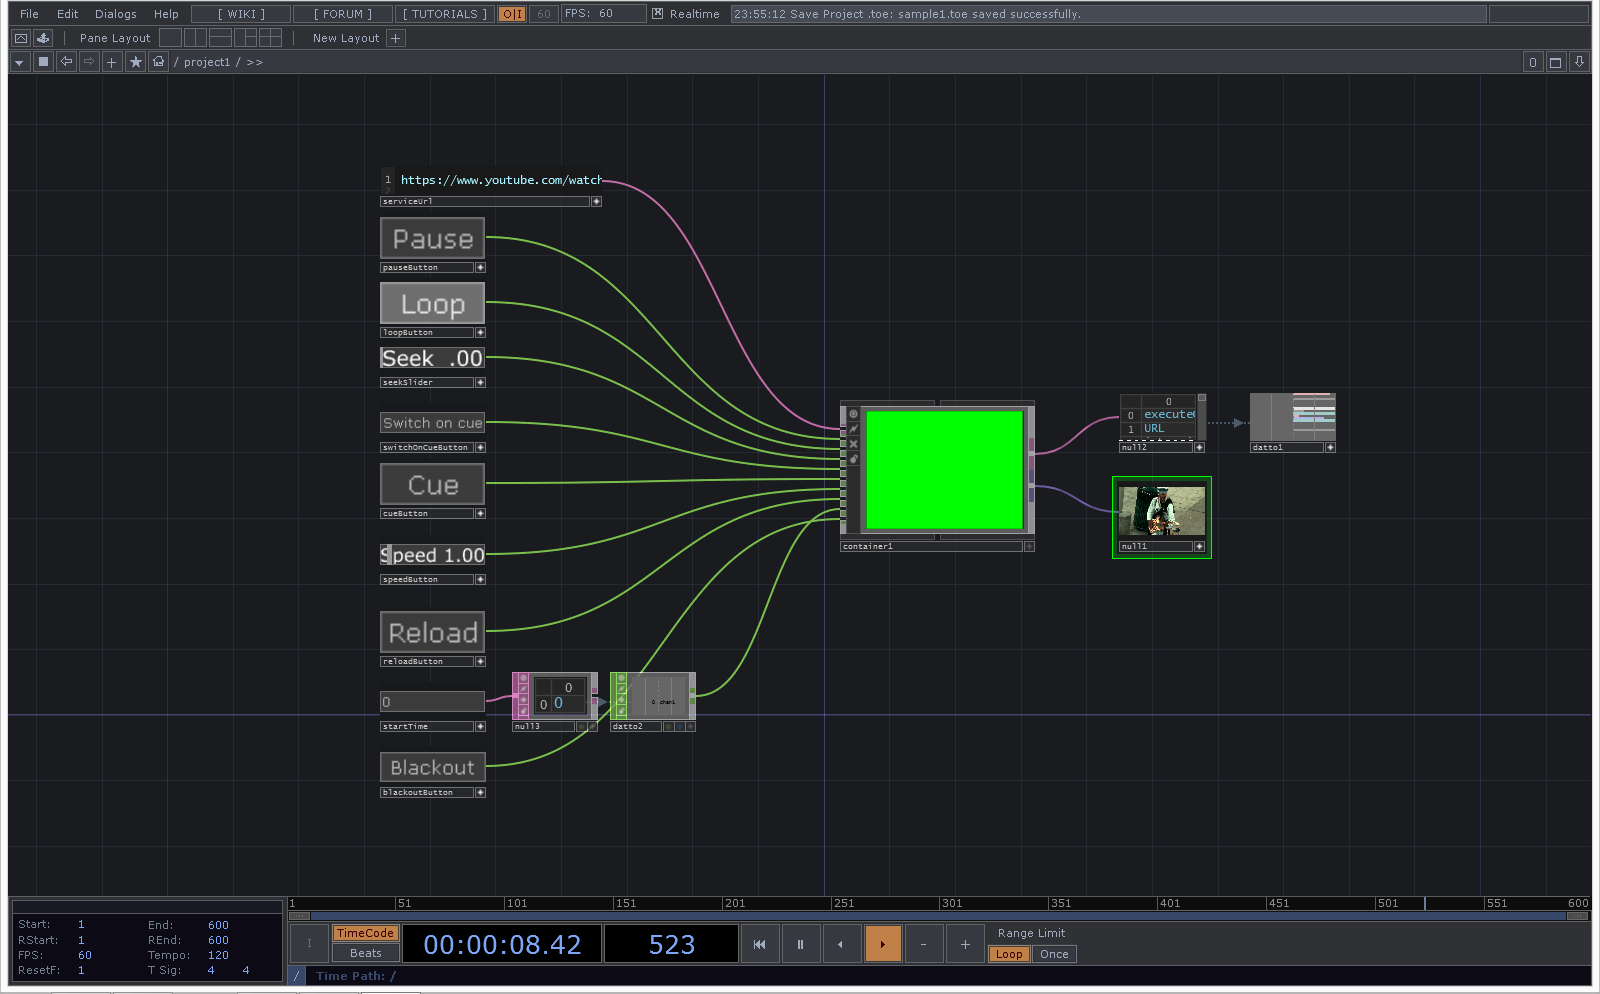 File Edit Dialogs Help [ WIKI ] [ FORUM ] [ TUTORIALS ] O|I 60 FPS: 60 Realtime 23:55:12 Save Project .toe: sample1.toe saved successfully.
Pane Layout New Layout +
/ project1 / >> 0
1 https://www.youtube.com/watch
serviceUrl
Pause
pauseButton
Loop
loopButton
Seek .00
seekSlider
Switch on cue
switchOnCueButton
Cue
cueButton
Speed 1.00
speedButton
Reload
reloadButton
0
startTime
0
0 0
null3
0 chan1
datto2
Blackout
blackoutButton
container1
0
0 execute
1 URL
null2
datto1
null1
1 51 101 151 201 251 301 351 401 451 501 551 600
Start: 1 End: 600
RStart: 1 REnd: 600
FPS: 60 Tempo: 120
ResetF: 1 T Sig: 4 4
I
TimeCode
Beats
00:00:08.42
523
- +
Range Limit
Loop Once
/ Time Path: /